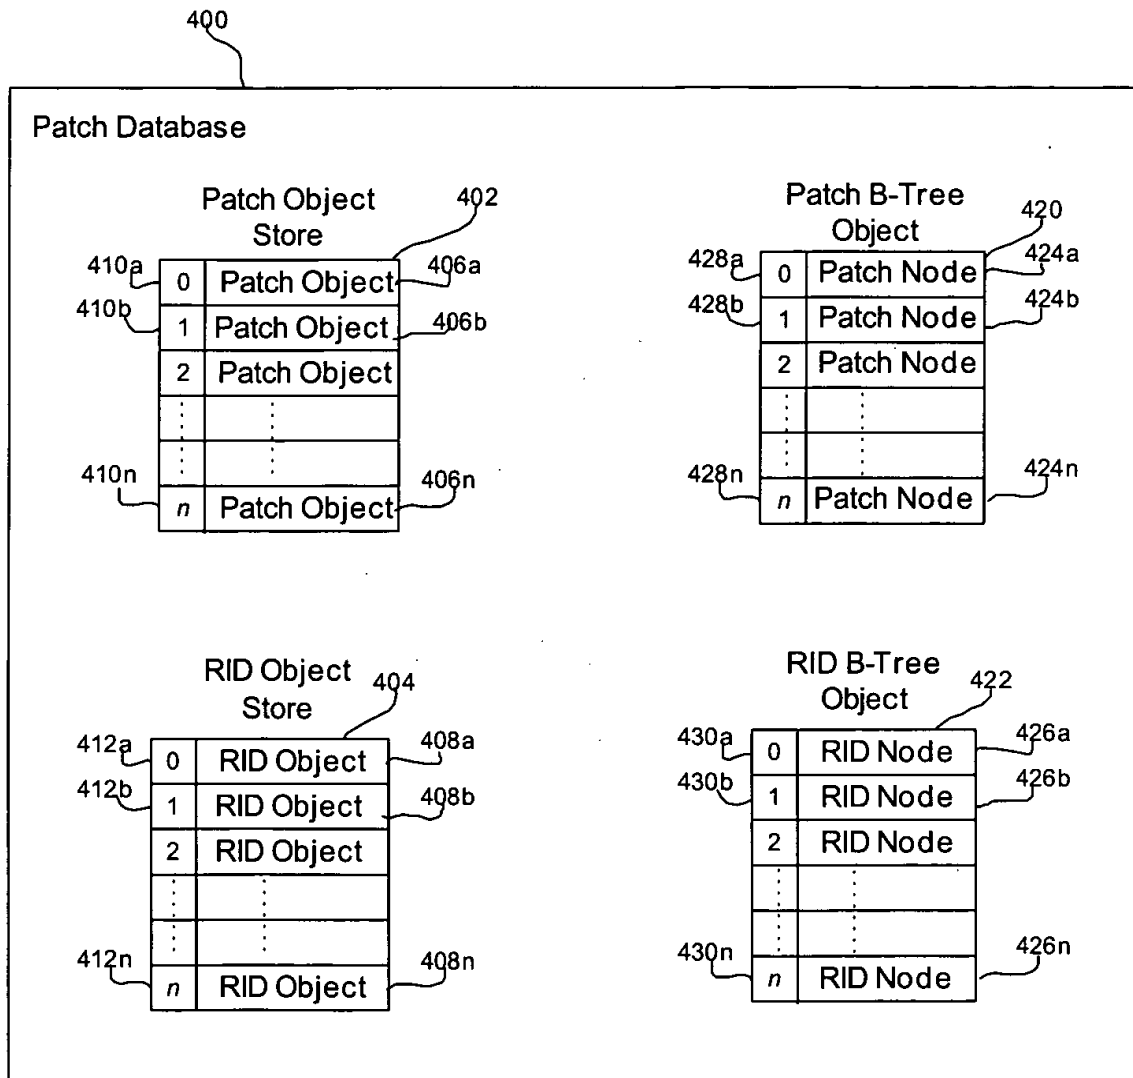 400
Patch Database
Patch Object
Store
402
410a 0 Patch Object 406a
410b 1 Patch Object 406b
2 Patch Object
410n n Patch Object 406n
Patch B-Tree
Object
420
428a 0 Patch Node 424a
428b 1 Patch Node 424b
2 Patch Node
428n n Patch Node 424n
RID Object
Store
404
412a 0 RID Object 408a
412b 1 RID Object 408b
2 RID Object
412n n RID Object 408n
RID B-Tree
Object
422
430a 0 RID Node 426a
430b 1 RID Node 426b
2 RID Node
430n n RID Node 426n